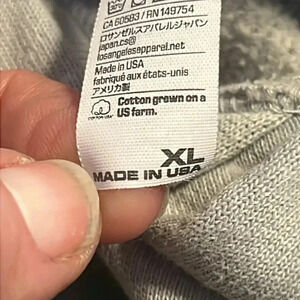 CA 60583 / RN 149754
ロサンゼルスアパレルジャパン
japan.cs@
losangelesapparel.net
Made in USA
fabriqué aux états-unis
アメリカ製
Cotton grown on a
US farm.
COTTON USA
XL
MADE IN USA